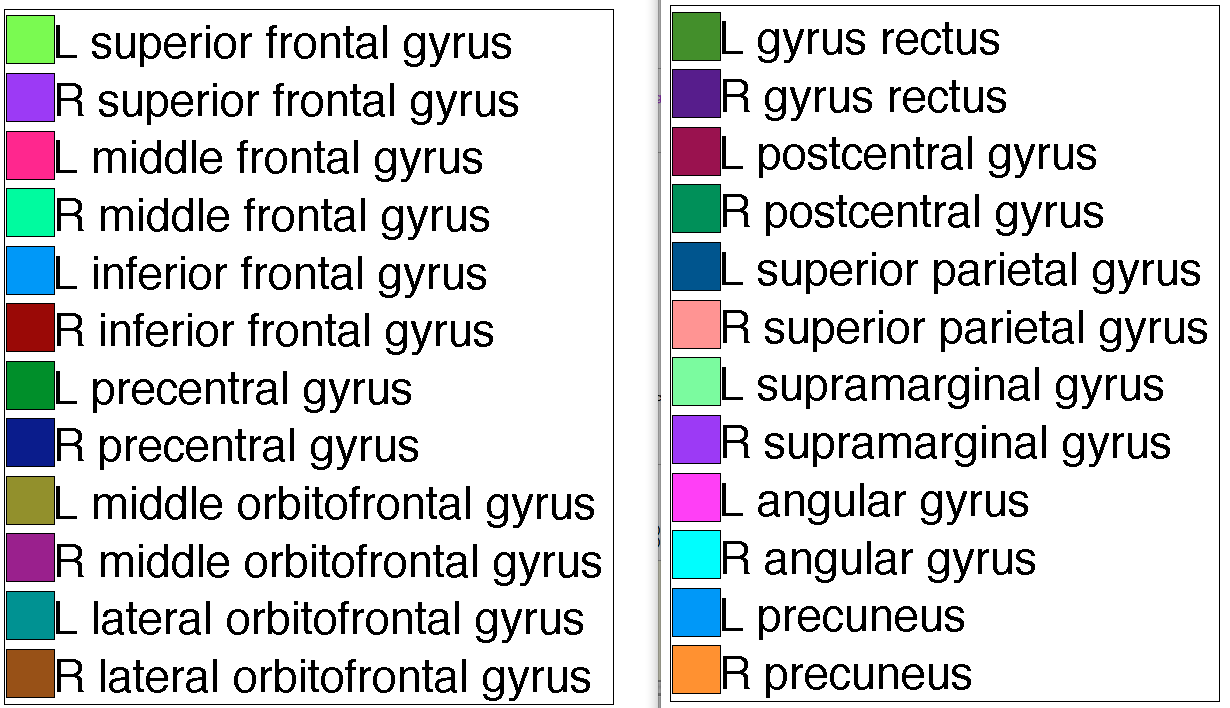 L superior frontal gyrus
R superior frontal gyrus
L middle frontal gyrus
R middle frontal gyrus
L inferior frontal gyrus
R inferior frontal gyrus
L precentral gyrus
R precentral gyrus
L middle orbitofrontal gyrus
R middle orbitofrontal gyrus
L lateral orbitofrontal gyrus
R lateral orbitofrontal gyrus
L gyrus rectus
R gyrus rectus
L postcentral gyrus
R postcentral gyrus
L superior parietal gyrus
R superior parietal gyrus
L supramarginal gyrus
R supramarginal gyrus
L angular gyrus
R angular gyrus
L precuneus
R precuneus